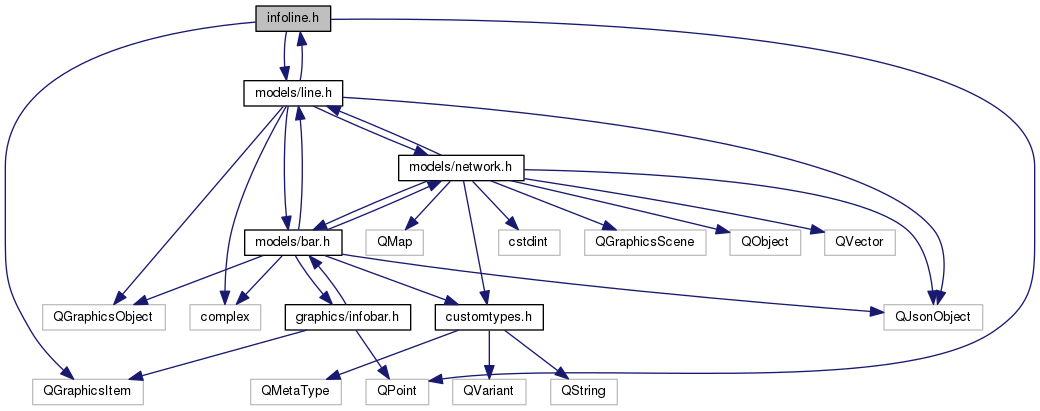 infoline.h
models/line.h
models/network.h
models/bar.h
QMap
cstdint
QGraphicsScene
QObject
QVector
QGraphicsObject
complex
graphics/infobar.h
customtypes.h
QJsonObject
QGraphicsItem
QMetaType
QPoint
QVariant
QString